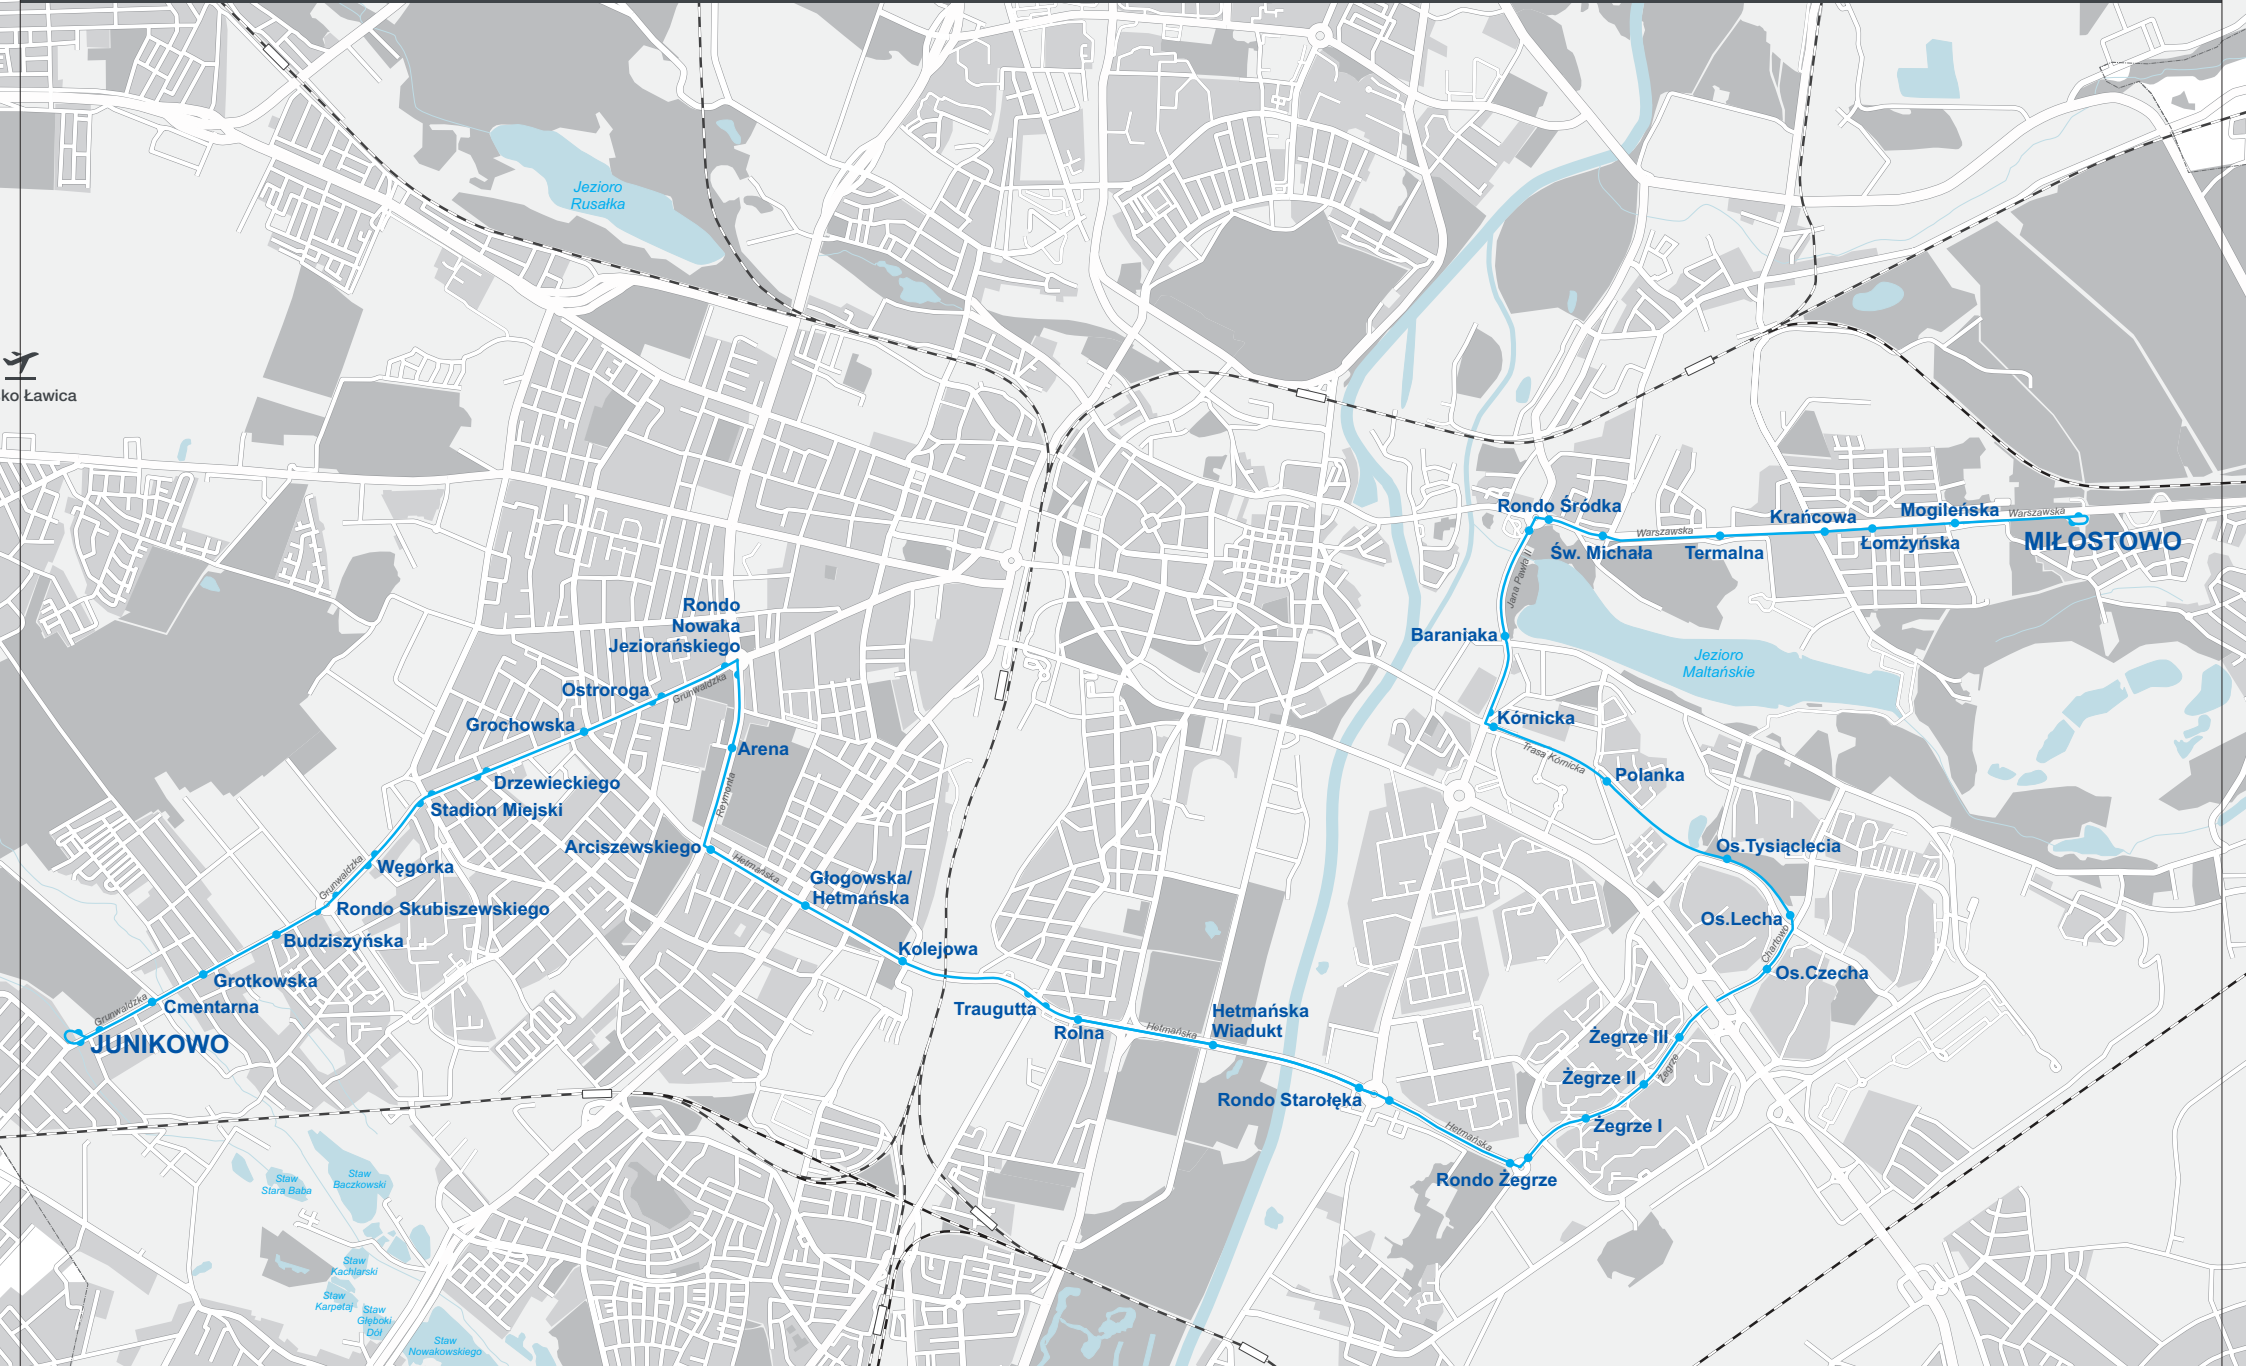 Jezioro
Rusałka
ko Ławica
Rondo Śródka
Mogileńska
Krańcowa
Warszawska
Warszawska
Łomżyńska
MIŁOSTOWO
Św. Michała
Termalna
Jana Pawła II
Rondo
Nowaka
Jeziorańskiego
Baraniaka
Jezioro
Maltańskie
Ostroroga
Grunwaldzka
Grochowska
Kórnicka
Arena
Trasa Kórnicka
Polanka
Drzewieckiego
Stadion Miejski
Reymonta
Arciszewskiego
Hetmańska
Os.Tysiąclecia
Węgorka
Grunwaldzka
Głogowska/
Hetmańska
Rondo Skubiszewskiego
Os.Lecha
Budziszyńska
Kolejowa
Chartowo
Os.Czecha
Grotkowska
Cmentarna
Grunwaldzka
Traugutta
Rolna
Hetmańska
Hetmańska
Wiadukt
JUNIKOWO
Żegrze III
Żegrze II
Żegrze
Rondo Starołęka
Żegrze I
Hetmańska
Rondo Żegrze
Staw
Baczkowski
Staw
Stara Baba
Staw
Kachlarski
Staw
Karpetaj
Staw
Głęboki
Dół
Staw
Nowakowskiego